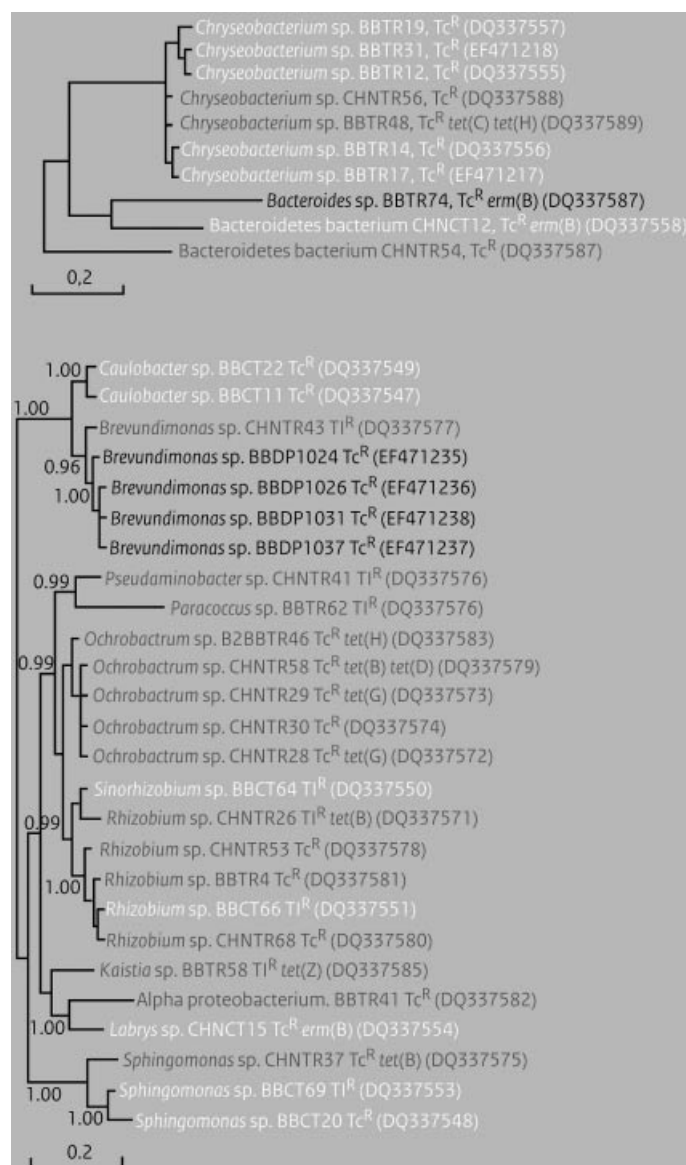 Chryseobacterium sp. BBTR19, TcR (DQ337557)
Chryseobacterium sp. BBTR31, TcR (EF471218)
Chryseobacterium sp. BBTR12, TcR (DQ337555)
Chryseobacterium sp. CHNTR56, TcR (DQ337588)
Chryseobacterium sp. BBTR48, TcR tet(C) tet(H) (DQ337589)
Chryseobacterium sp. BBTR14, TcR (DQ337556)
Chryseobacterium sp. BBTR17, TcR (EF471217)
Bacteroides sp. BBTR74, TcR erm(B) (DQ337587)
Bacteroidetes bacterium CHNCT12, TcR erm(B) (DQ337558)
Bacteroidetes bacterium CHNTR54, TcR (DQ337587)
0,2
1.00
Caulobacter sp. BBCT22 TcR (DQ337549)
Caulobacter sp. BBCT11 TcR (DQ337547)
1.00
Brevundimonas sp. CHNTR43 TIR (DQ337577)
Brevundimonas sp. BBDP1024 TcR (EF471235)
0.96
Brevundimonas sp. BBDP1026 TcR (EF471236)
1.00
Brevundimonas sp. BBDP1031 TcR (EF471238)
Brevundimonas sp. BBDP1037 TcR (EF471237)
0.99
Pseudaminobacter sp. CHNTR41 TIR (DQ337576)
Paracoccus sp. BBTR62 TIR (DQ337576)
Ochrobactrum sp. B2BBTR46 TcR tet(H) (DQ337583)
0.99
Ochrobactrum sp. CHNTR58 TcR tet(B) tet(D) (DQ337579)
Ochrobactrum sp. CHNTR29 TcR tet(G) (DQ337573)
Ochrobactrum sp. CHNTR30 TcR (DQ337574)
Ochrobactrum sp. CHNTR28 TcR tet(G) (DQ337572)
Sinorhizobium sp. BBCT64 TIR (DQ337550)
0.99
Rhizobium sp. CHNTR26 TIR tet(B) (DQ337571)
Rhizobium sp. CHNTR53 TcR (DQ337578)
1.00
Rhizobium sp. BBTR4 TcR (DQ337581)
Rhizobium sp. BBCT66 TIR (DQ337551)
Rhizobium sp. CHNTR68 TcR (DQ337580)
Kaistia sp. BBTR58 TIR tet(Z) (DQ337585)
Alpha proteobacterium. BBTR41 TcR (DQ337582)
1.00
Labrys sp. CHNCT15 TcR erm(B) (DQ337554)
Sphingomonas sp. CHNTR37 TcR tet(B) (DQ337575)
1.00
Sphingomonas sp. BBCT69 TIR (DQ337553)
1.00
Sphingomonas sp. BBCT20 TcR (DQ337548)
0.2